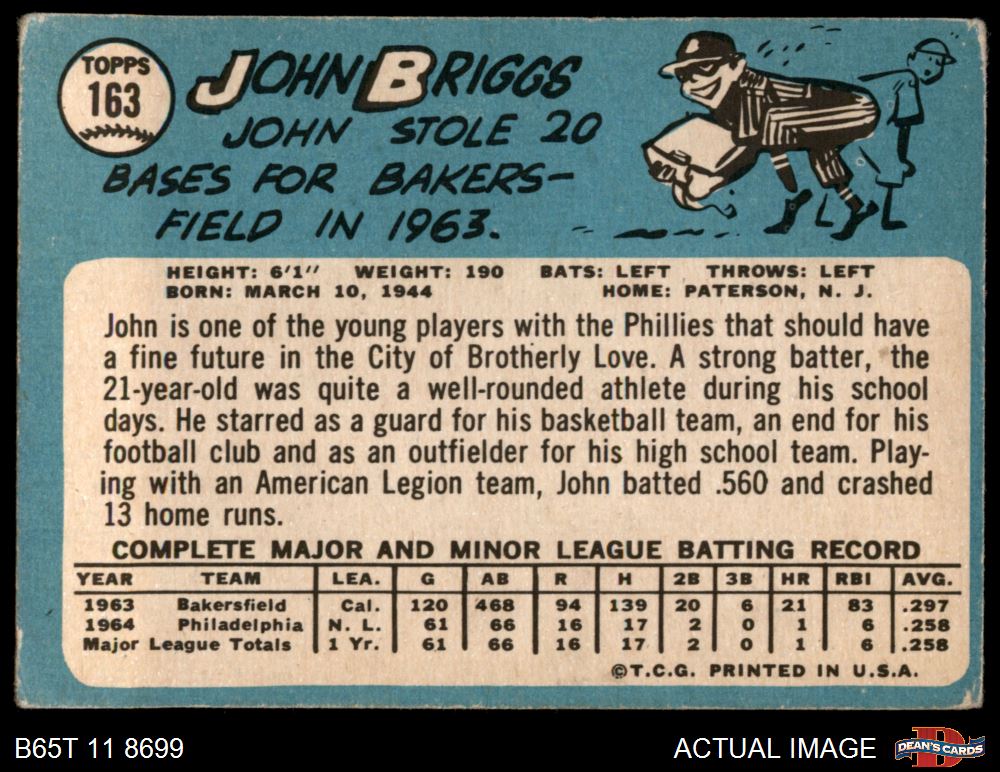 TOPPS
163
JOHN BRIGGS
JOHN STOLE 20
BASES FOR BAKERS-
FIELD IN 1963.
B
HEIGHT: 6'1" WEIGHT: 190 BATS: LEFT THROWS: LEFT
BORN: MARCH 10, 1944 HOME: PATERSON, N. J.
John is one of the young players with the Phillies that should have
a fine future in the City of Brotherly Love. A strong batter, the
21-year-old was quite a well-rounded athlete during his school
days. He starred as a guard for his basketball team, an end for his
football club and as an outfielder for his high school team. Play-
ing with an American Legion team, John batted .560 and crashed
13 home runs.
COMPLETE MAJOR AND MINOR LEAGUE BATTING RECORD
YEAR TEAM LEA. G AB R H 2B 3B HR RBI AVG.
1963 Bakersfield Cal. 120 468 94 139 20 6 21 83 .297
1964 Philadelphia N. L. 61 66 16 17 2 0 1 6 .258
Major League Totals 1 Yr. 61 66 16 17 2 0 1 6 .258
©T.C.G. PRINTED IN U.S.A.
B65T 11 8699 ACTUAL IMAGE
D
DEAN'S CARDS